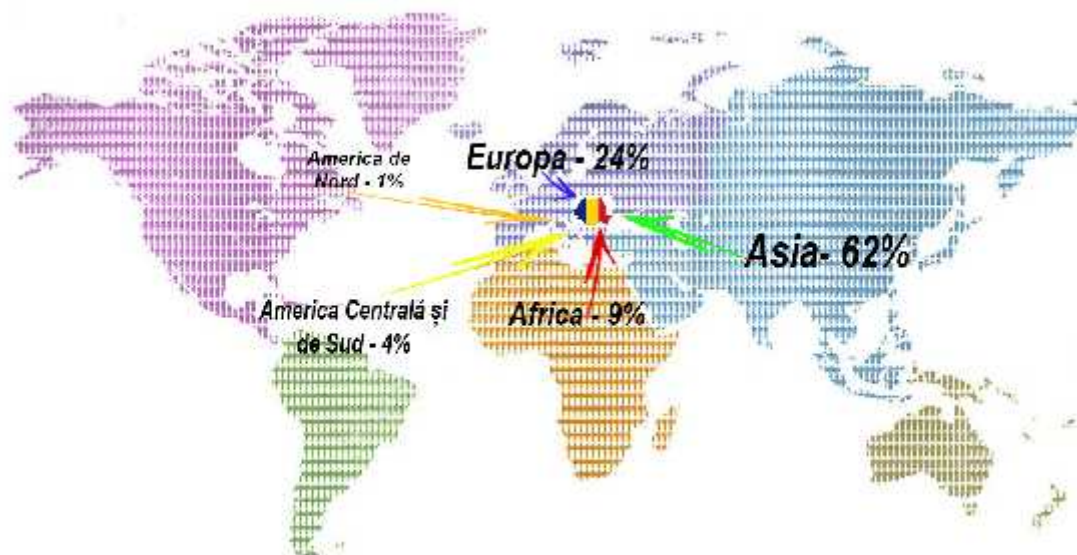 America de
Nord - 1%
Europa - 24%
Asia- 62%
America Centrală și
de Sud - 4%
Africa - 9%